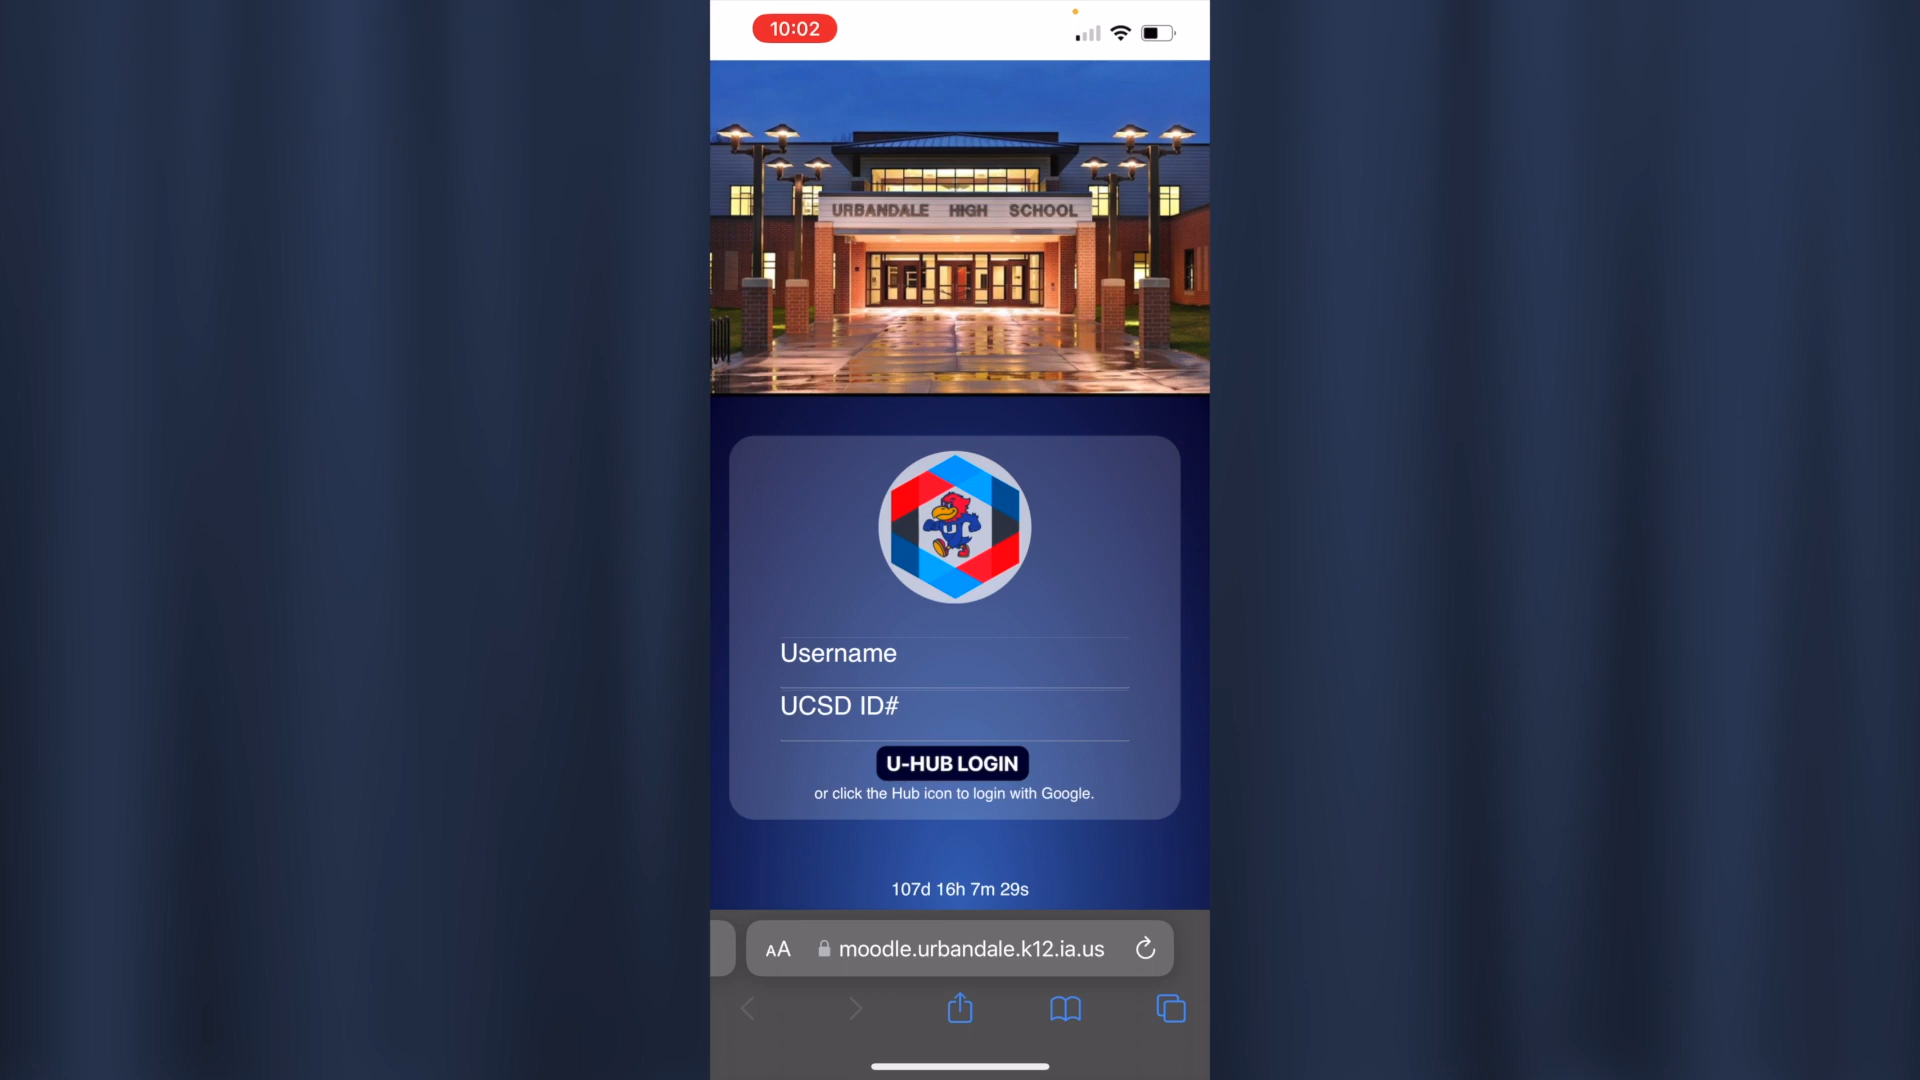 10:02
URBANDALE HIGH SCHOOL
Username
UCSD ID#
U-HUB LOGIN
or click the Hub icon to login with Google.
107d 16h 7m 29s
AA moodle.urbandale.k12.ia.us